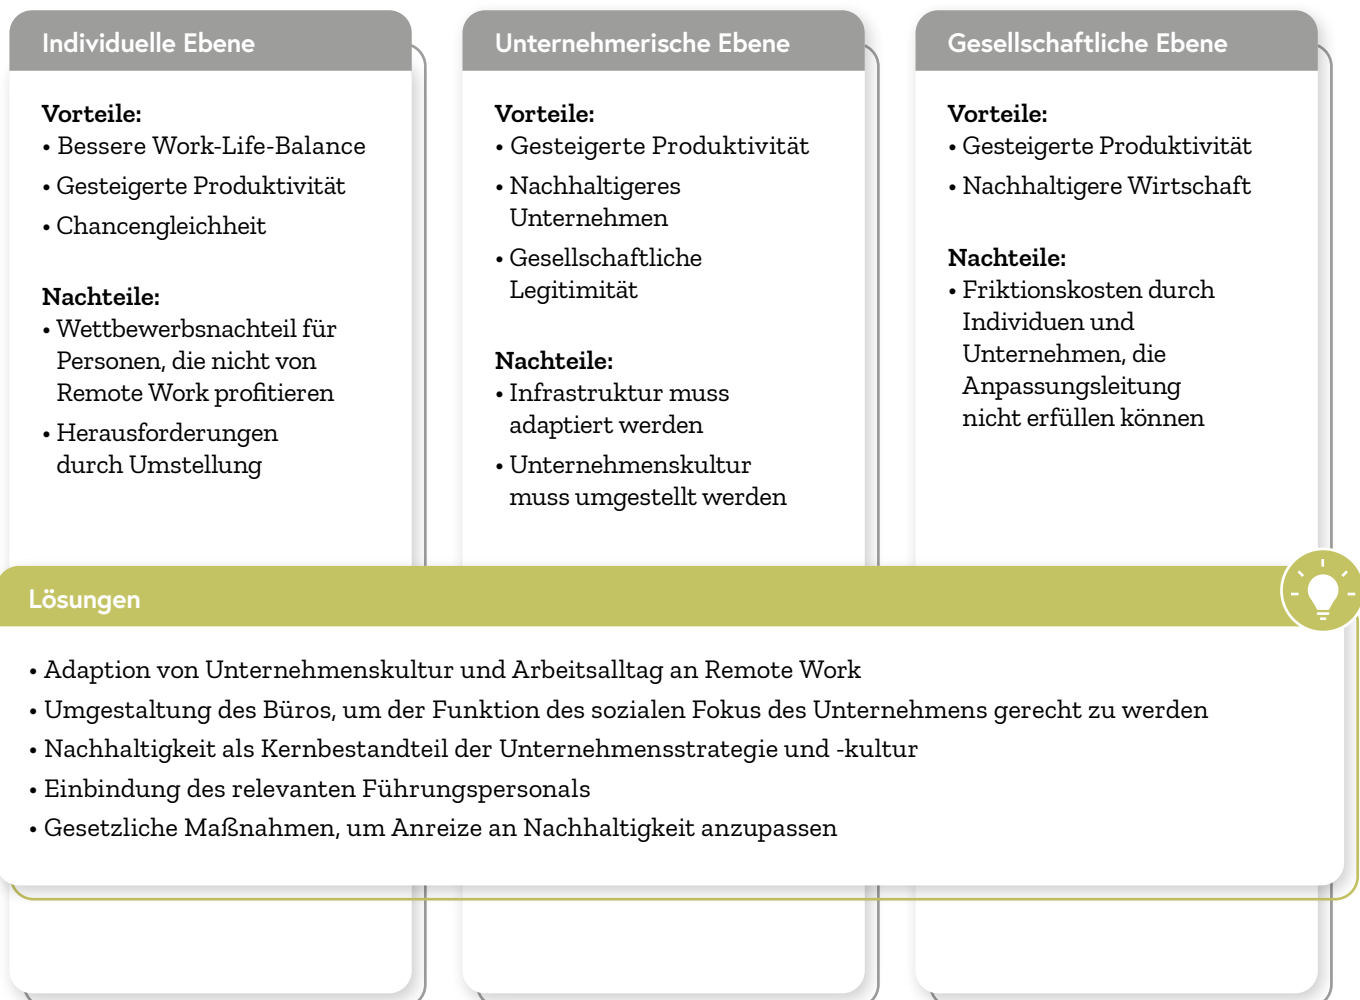 Individuelle Ebene
Vorteile:
• Bessere Work-Life-Balance
• Gesteigerte Produktivität
• Chancengleichheit
Nachteile:
• Wettbewerbsnachteil für
Personen, die nicht von
Remote Work profitieren
• Herausforderungen
durch Umstellung
Unternehmerische Ebene
Vorteile:
• Gesteigerte Produktivität
• Nachhaltigeres
Unternehmen
• Gesellschaftliche
Legitimität
Nachteile:
• Infrastruktur muss
adaptiert werden
• Unternehmenskultur
muss umgestellt werden
Gesellschaftliche Ebene
Vorteile:
• Gesteigerte Produktivität
• Nachhaltigere Wirtschaft
Nachteile:
• Friktionskosten durch
Individuen und
Unternehmen, die
Anpassungsleitung
nicht erfüllen können
Lösungen
• Adaption von Unternehmenskultur und Arbeitsalltag an Remote Work
• Umgestaltung des Büros, um der Funktion des sozialen Fokus des Unternehmens gerecht zu werden
• Nachhaltigkeit als Kernbestandteil der Unternehmensstrategie und -kultur
• Einbindung des relevanten Führungspersonals
• Gesetzliche Maßnahmen, um Anreize an Nachhaltigkeit anzupassen